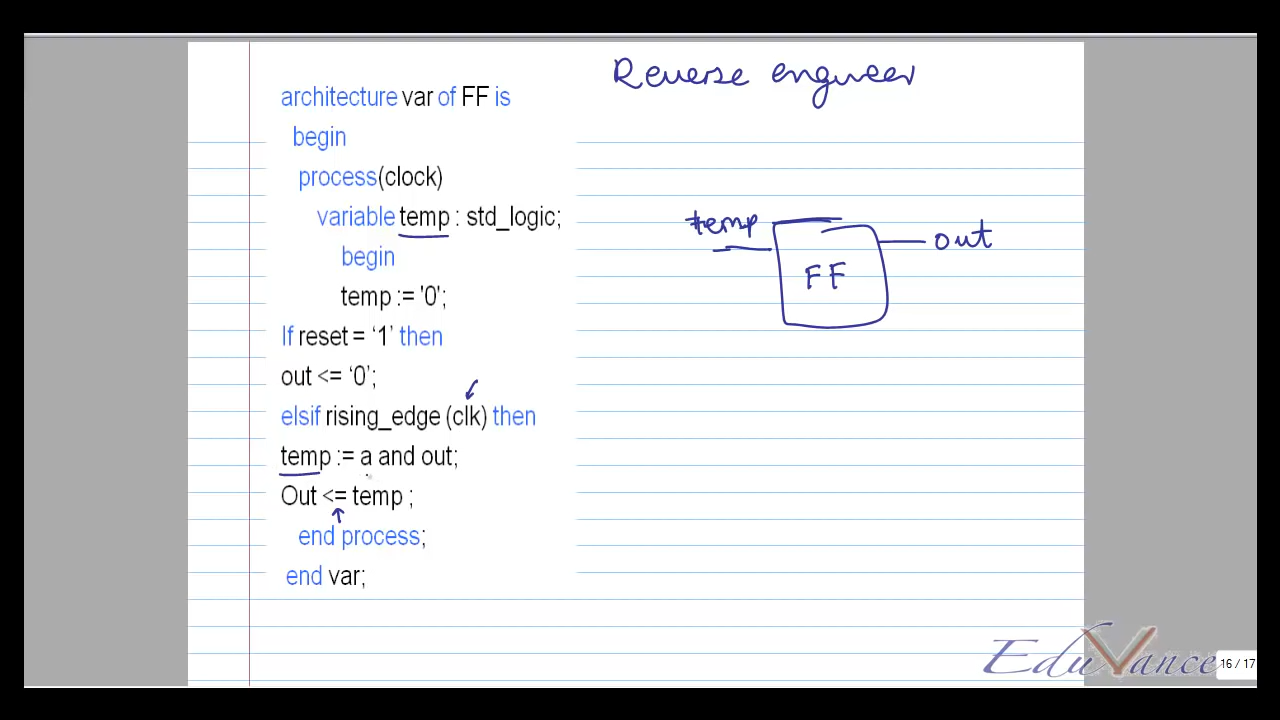 Reverse engineer
architecture var of FF is
begin
process(clock)
variable temp : std_logic;
begin
temp := '0';
If reset = ‘1’ then
out <= ‘0’;
elsif rising_edge (clk) then
temp := a and out;
Out <= temp ;
end process;
end var;
temp
FF
out
EduVance
16 / 17